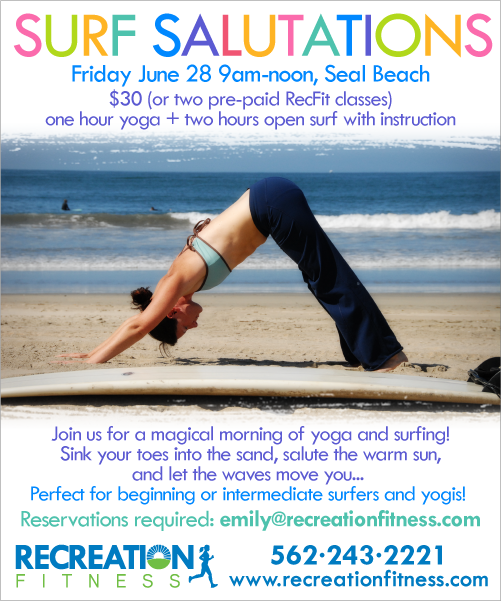 SURF SALUTATIONS
Friday June 28 9am-noon, Seal Beach
$30 (or two pre-paid RecFit classes)
one hour yoga + two hours open surf with instruction
Join us for a magical morning of yoga and surfing!
Sink your toes into the sand, salute the warm sun,
and let the waves move you...
Perfect for beginning or intermediate surfers and yogis!
Reservations required: emily@recreationfitness.com
RECREATION
FITNESS
562·243·2221
www.recreationfitness.com